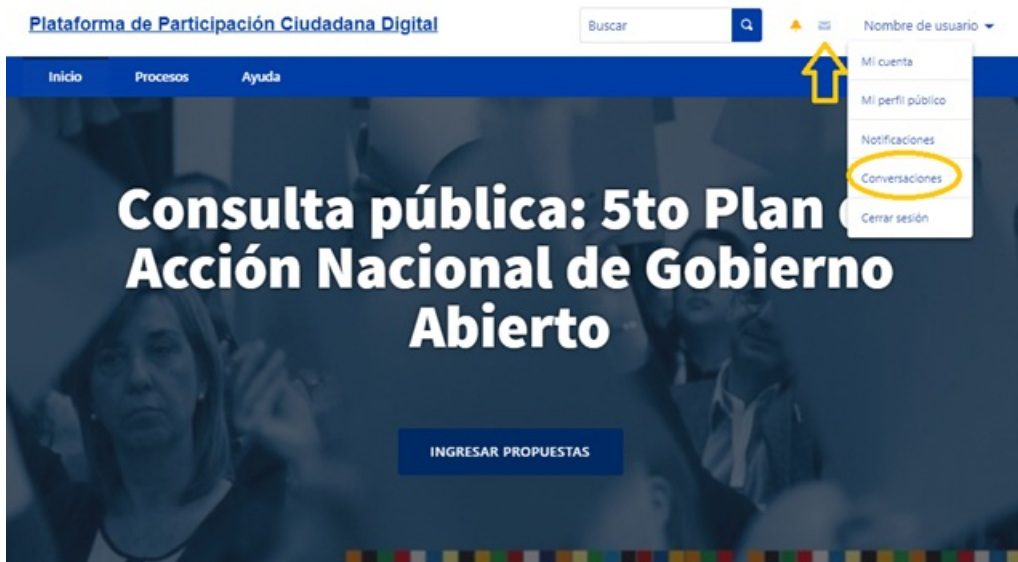 Plataforma de Participación Ciudadana Digital
Buscar
Nombre de usuario
Mi cuenta
Mi perfil público
Notificaciones
Conversaciones
Cerrar sesión
Inicio
Procesos
Ayuda
Consulta pública: 5to Plan
Acción Nacional de Gobierno
Abierto
INGRESAR PROPUESTAS